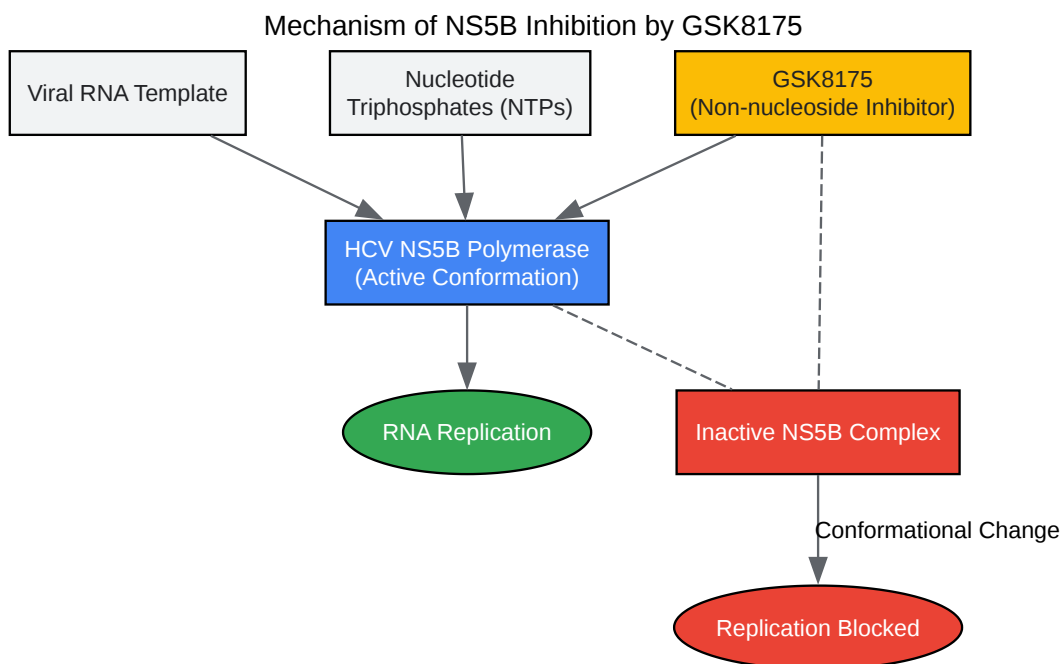 Mechanism of NS5B Inhibition by GSK8175
Viral RNA Template
Nucleotide
Triphosphates (NTPs)
GSK8175
(Non-nucleoside Inhibitor)
HCV NS5B Polymerase
(Active Conformation)
RNA Replication
Inactive NS5B Complex
Conformational Change
Replication Blocked